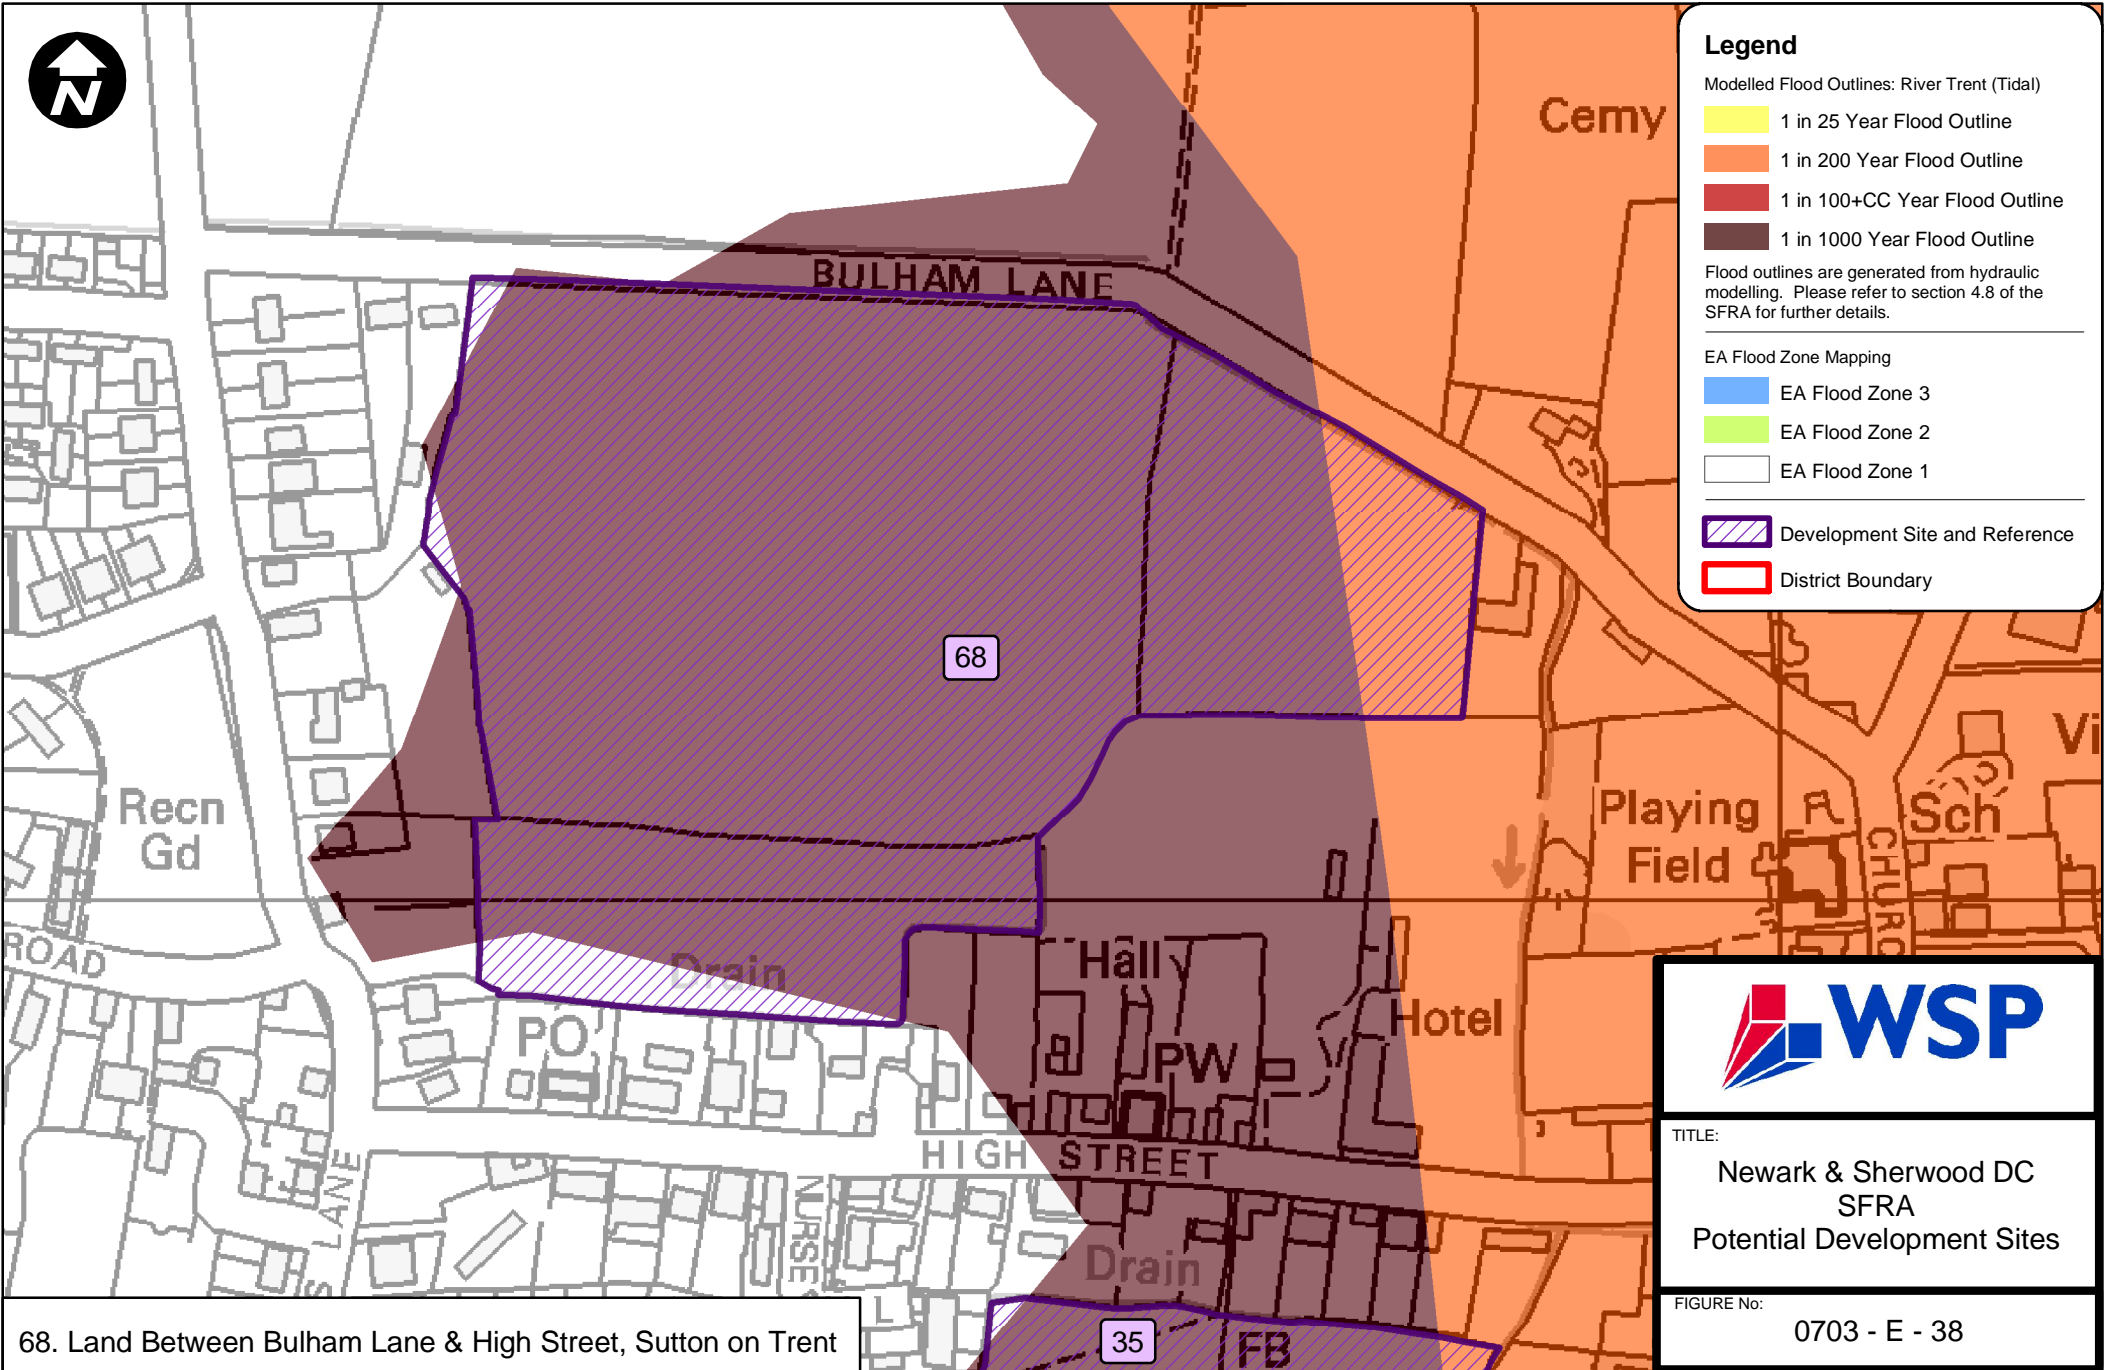 N
Legend
Modelled Flood Outlines: River Trent (Tidal)
1 in 25 Year Flood Outline
1 in 200 Year Flood Outline
1 in 100+CC Year Flood Outline
1 in 1000 Year Flood Outline
Flood outlines are generated from hydraulic
modelling. Please refer to section 4.8 of the
SFRA for further details.
EA Flood Zone Mapping
EA Flood Zone 3
EA Flood Zone 2
EA Flood Zone 1
Development Site and Reference
District Boundary
Cemy
BULHAM LANE
68
Recn
Gd
Playing
Field
Sch
Vi
CHURC
ROAD
Drain
Hall
Hotel
PO
PW
HIGH STREET
LANE
NURSE
Drain
35
FB
WSP
TITLE:
Newark & Sherwood DC
SFRA
Potential Development Sites
FIGURE No:
0703 - E - 38
68. Land Between Bulham Lane & High Street, Sutton on Trent